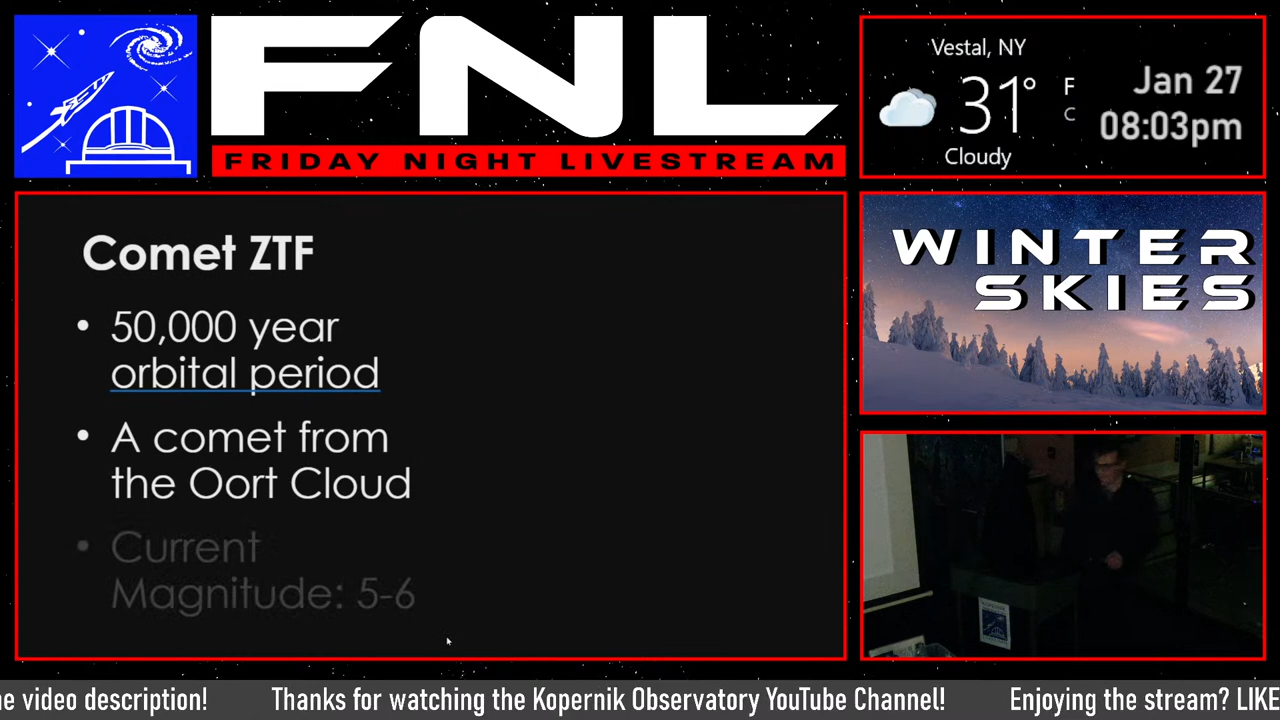 FNL
FRIDAY NIGHT LIVESTREAM
Vestal, NY
31° F
C
Cloudy
Jan 27
08:03pm
Comet ZTF
• 50,000 year
orbital period
• A comet from
the Oort Cloud
• Current
Magnitude: 5-6
WINTER
SKIES
e video description! Thanks for watching the Kopernik Observatory YouTube Channel! Enjoying the stream? LIKE